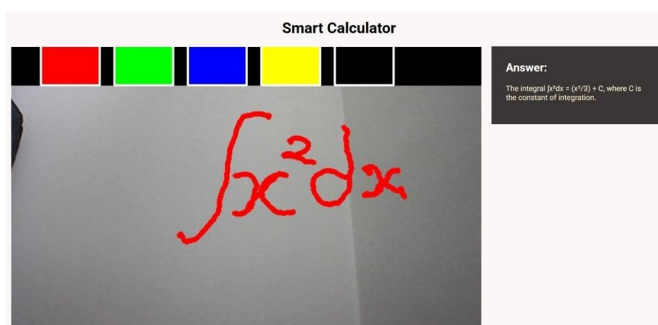 Smart Calculator
∫x²dx
Answer:
The integral ∫x²dx = (x³/3) + C, where C is
the constant of integration.